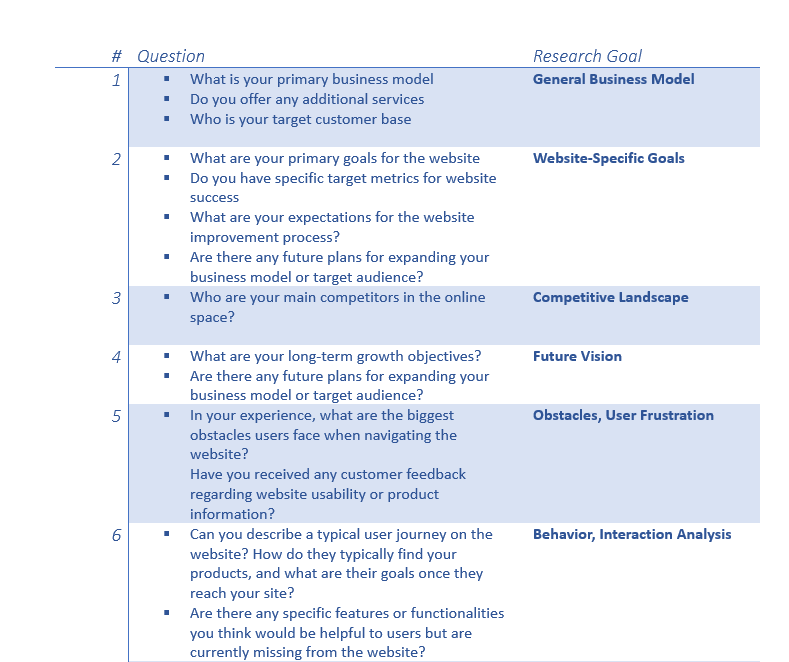 # Question Research Goal
1 ▪ What is your primary business model General Business Model
▪ Do you offer any additional services
▪ Who is your target customer base
2 ▪ What are your primary goals for the website Website-Specific Goals
▪ Do you have specific target metrics for website
success
▪ What are your expectations for the website
improvement process?
▪ Are there any future plans for expanding your
business model or target audience?
3 ▪ Who are your main competitors in the online Competitive Landscape
space?
4 ▪ What are your long-term growth objectives? Future Vision
▪ Are there any future plans for expanding your
business model or target audience?
5 ▪ In your experience, what are the biggest Obstacles, User Frustration
obstacles users face when navigating the
website?
Have you received any customer feedback
regarding website usability or product
information?
6 ▪ Can you describe a typical user journey on the Behavior, Interaction Analysis
website? How do they typically find your
products, and what are their goals once they
reach your site?
▪ Are there any specific features or functionalities
you think would be helpful to users but are
currently missing from the website?